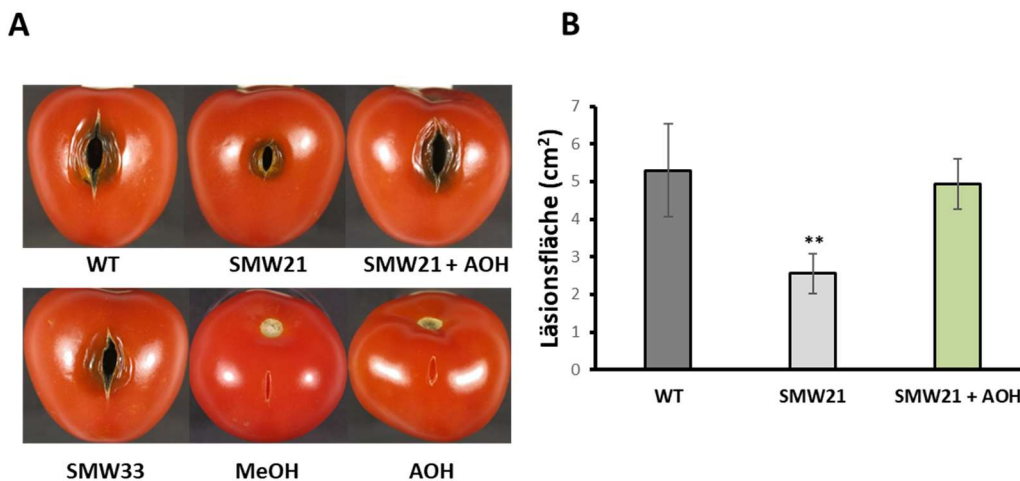 A
WT SMW21 SMW21 + AOH
SMW33 MeOH AOH
B
Läsionsfläche (cm²)
7
6
5
4
3
2
1
0
**
WT SMW21 SMW21 + AOH